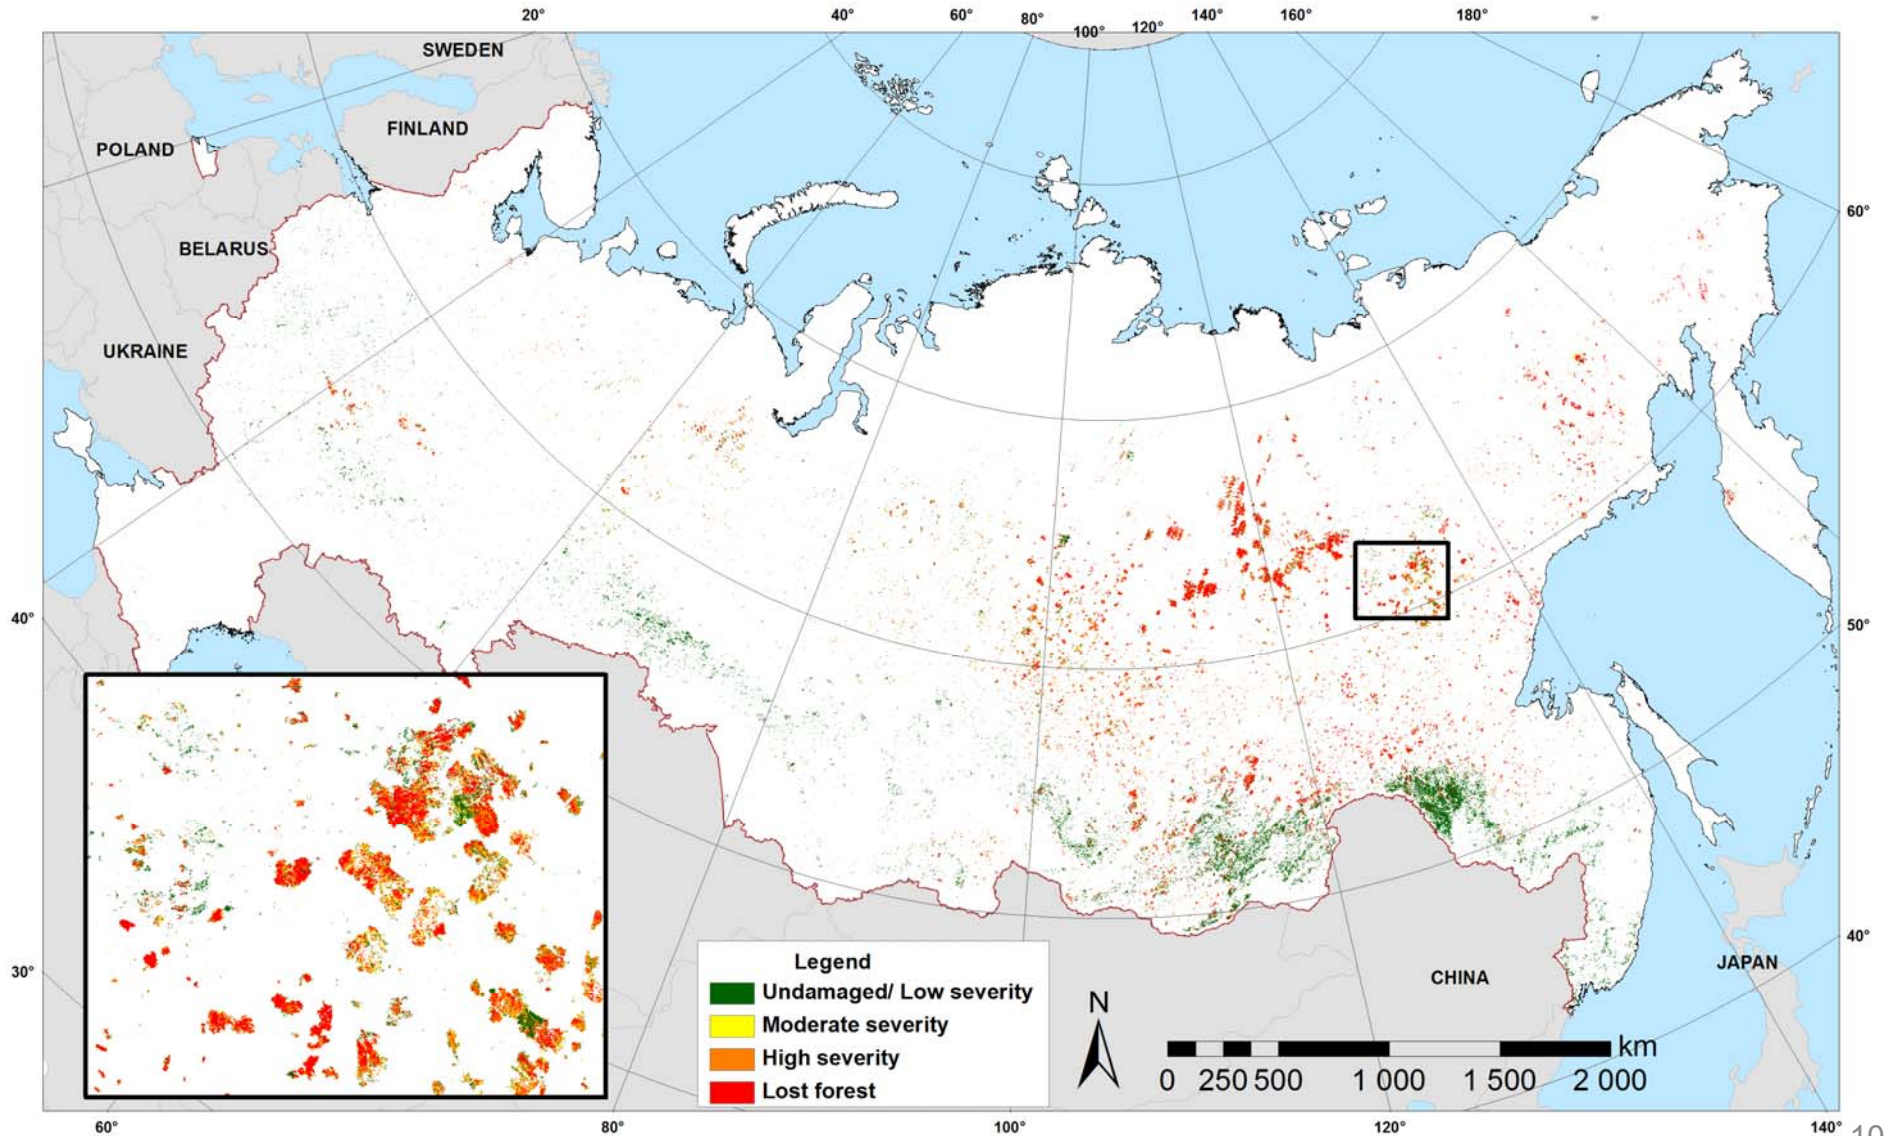 20°
40°
60°
80°
100°
120°
140°
160°
180°
SWEDEN
FINLAND
POLAND
60°
BELARUS
UKRAINE
40°
50°
30°
40°
CHINA
JAPAN
Legend
Undamaged/ Low severity
Moderate severity
High severity
Lost forest
N
km
0 250 500 1 000 1 500 2 000
60°
80°
100°
120°
140°